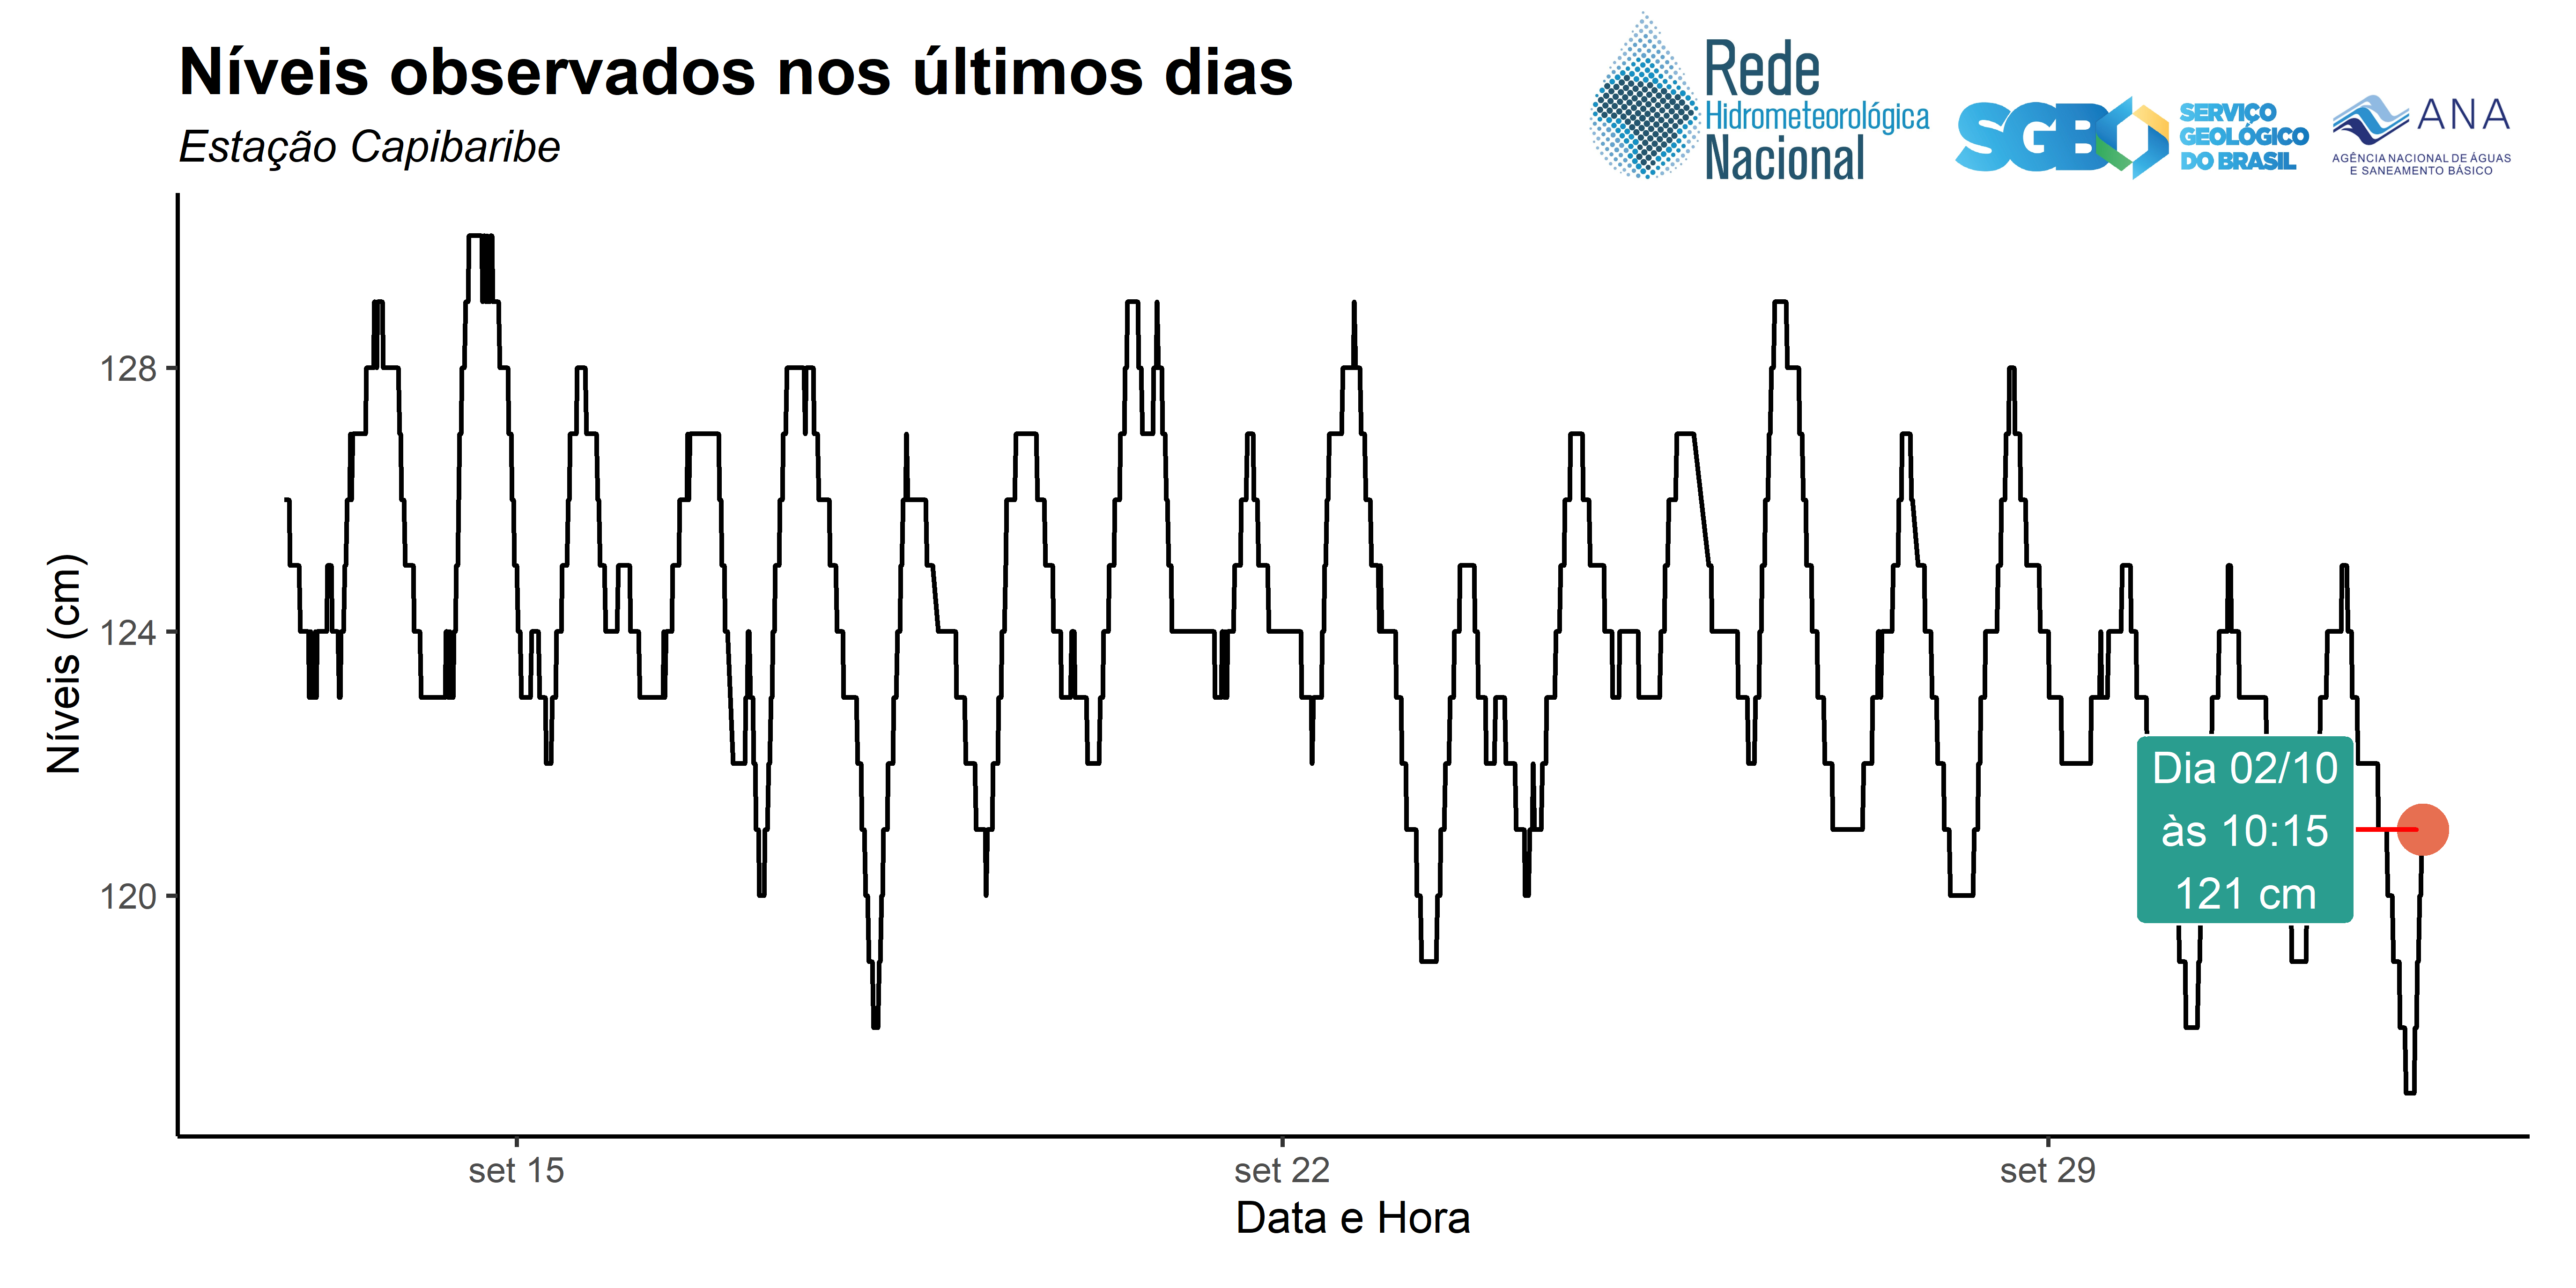 Níveis observados nos últimos dias
Estação Capibaribe
Rede
Hidrometeorológica
Nacional
SGB
SERVIÇO
GEOLÓGICO
DO BRASIL
ANA
AGÊNCIA NACIONAL DE ÁGUAS
E SANEAMENTO BÁSICO
Níveis (cm)
128
124
120
Dia 02/10
às 10:15
121 cm
set 15
set 22
set 29
Data e Hora